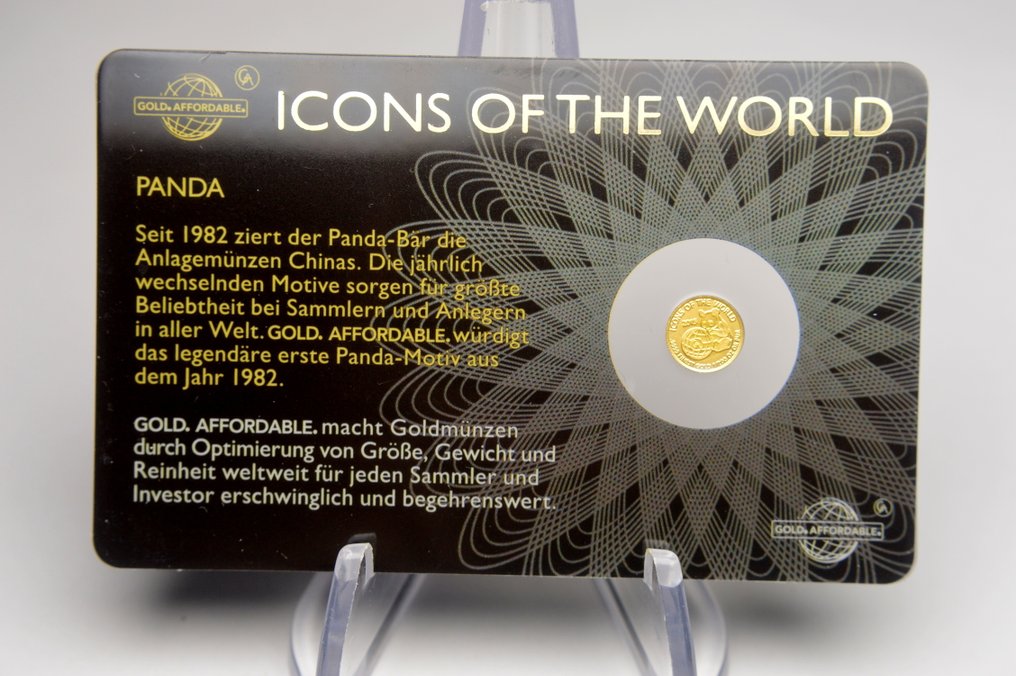 GOLD. AFFORDABLE.
GA
ICONS OF THE WORLD
PANDA
Seit 1982 ziert der Panda-Bär die
Anlagemünzen Chinas. Die jährlich
wechselnden Motive sorgen für größte
Beliebtheit bei Sammlern und Anlegern
in aller Welt. GOLD. AFFORDABLE. würdigt
das legendäre erste Panda-Motiv aus
dem Jahr 1982.
GOLD. AFFORDABLE. macht Goldmünzen
durch Optimierung von Größe, Gewicht und
Reinheit weltweit für jeden Sammler und
Investor erschwinglich und begehrenswert.
ICONS OF THE WORLD
GOLD. AFFORDABLE.
GA